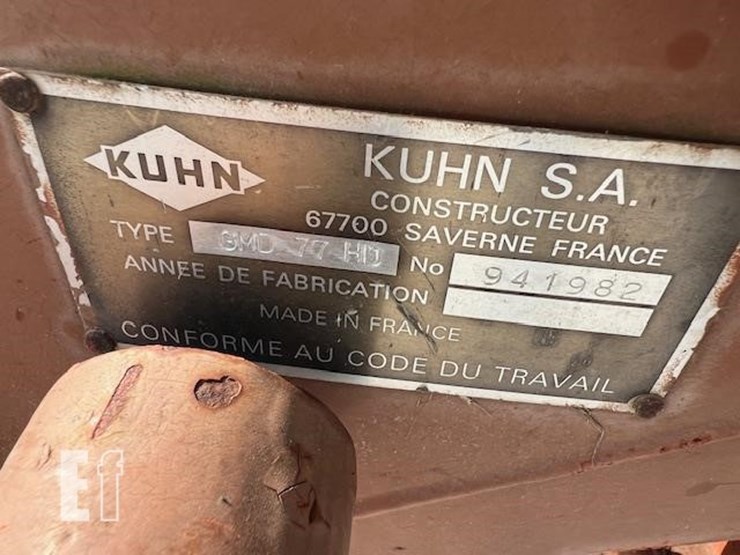 KUHN
KUHN S.A.
CONSTRUCTEUR
67700 SAVERNE FRANCE
TYPE GMD 77 HD No 941982
ANNEE DE FABRICATION
MADE IN FRANCE
CONFORME AU CODE DU TRAVAIL
Ef